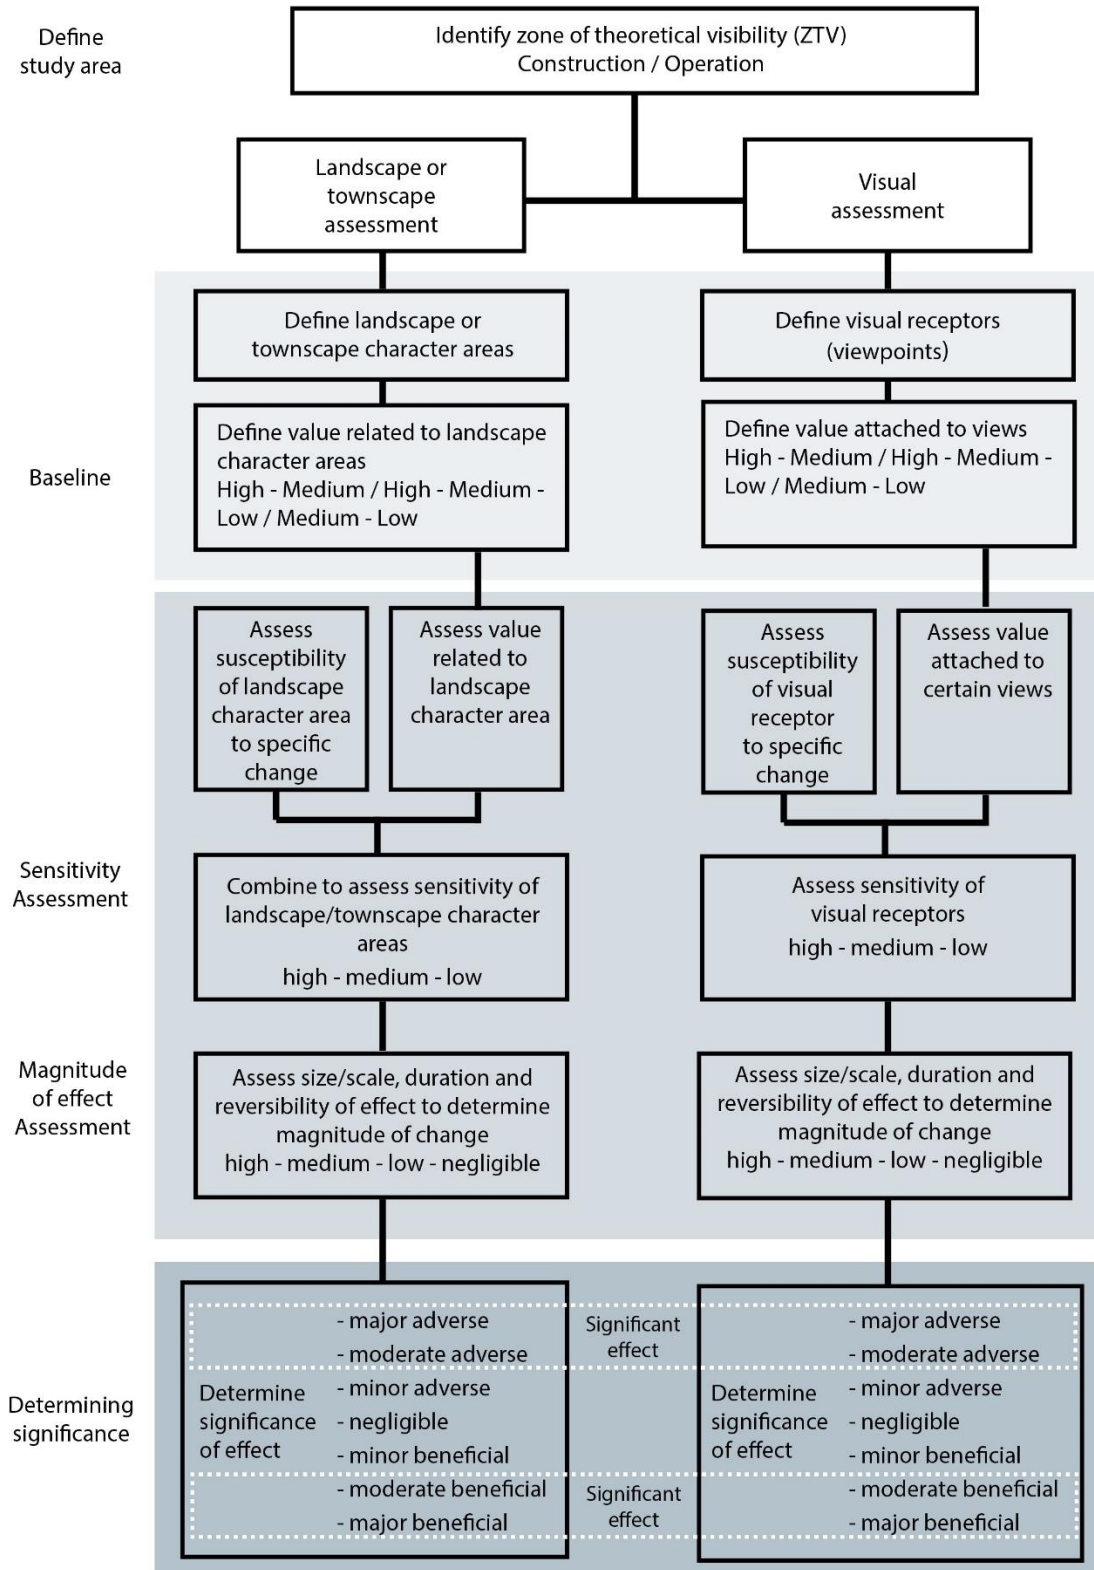 Define
study area
Identify zone of theoretical visibility (ZTV)
Construction / Operation
Landscape or
townscape
assessment
Visual
assessment
Baseline
Define landscape or
townscape character areas
Define visual receptors
(viewpoints)
Define value related to landscape
character areas
High - Medium / High - Medium -
Low / Medium - Low
Define value attached to views
High - Medium / High - Medium -
Low / Medium - Low
Sensitivity
Assessment
Assess
susceptibility
of landscape
character area
to specific
change
Assess value
related to
landscape
character area
Assess
susceptibility
of visual
receptor
to specific
change
Assess value
attached to
certain views
Combine to assess sensitivity of
landscape/townscape character
areas
high - medium - low
Assess sensitivity of
visual receptors
high - medium - low
Magnitude
of effect
Assessment
Assess size/scale, duration and
reversibility of effect to determine
magnitude of change
high - medium - low - negligible
Assess size/scale, duration and
reversibility of effect to determine
magnitude of change
high - medium - low - negligible
Determining
significance
Determine
significance
of effect
- major adverse
- moderate adverse
- minor adverse
- negligible
- minor beneficial
- moderate beneficial
- major beneficial
Significant
effect
Significant
effect
Determine
significance
of effect
- major adverse
- moderate adverse
- minor adverse
- negligible
- minor beneficial
- moderate beneficial
- major beneficial